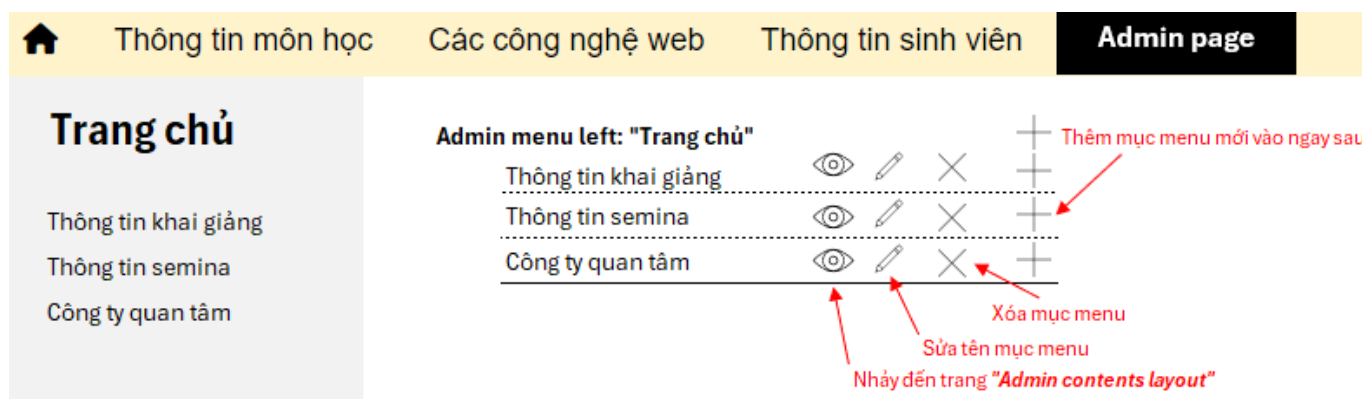 Thông tin môn học Các công nghệ web Thông tin sinh viên Admin page
Trang chủ
Thông tin khai giảng
Thông tin semina
Công ty quan tâm
Admin menu left: "Trang chủ"
Thêm mục menu mới vào ngay sau
Thông tin khai giảng
Thông tin semina
Công ty quan tâm
Xóa mục menu
Sửa tên mục menu
Nhảy đến trang "Admin contents layout"